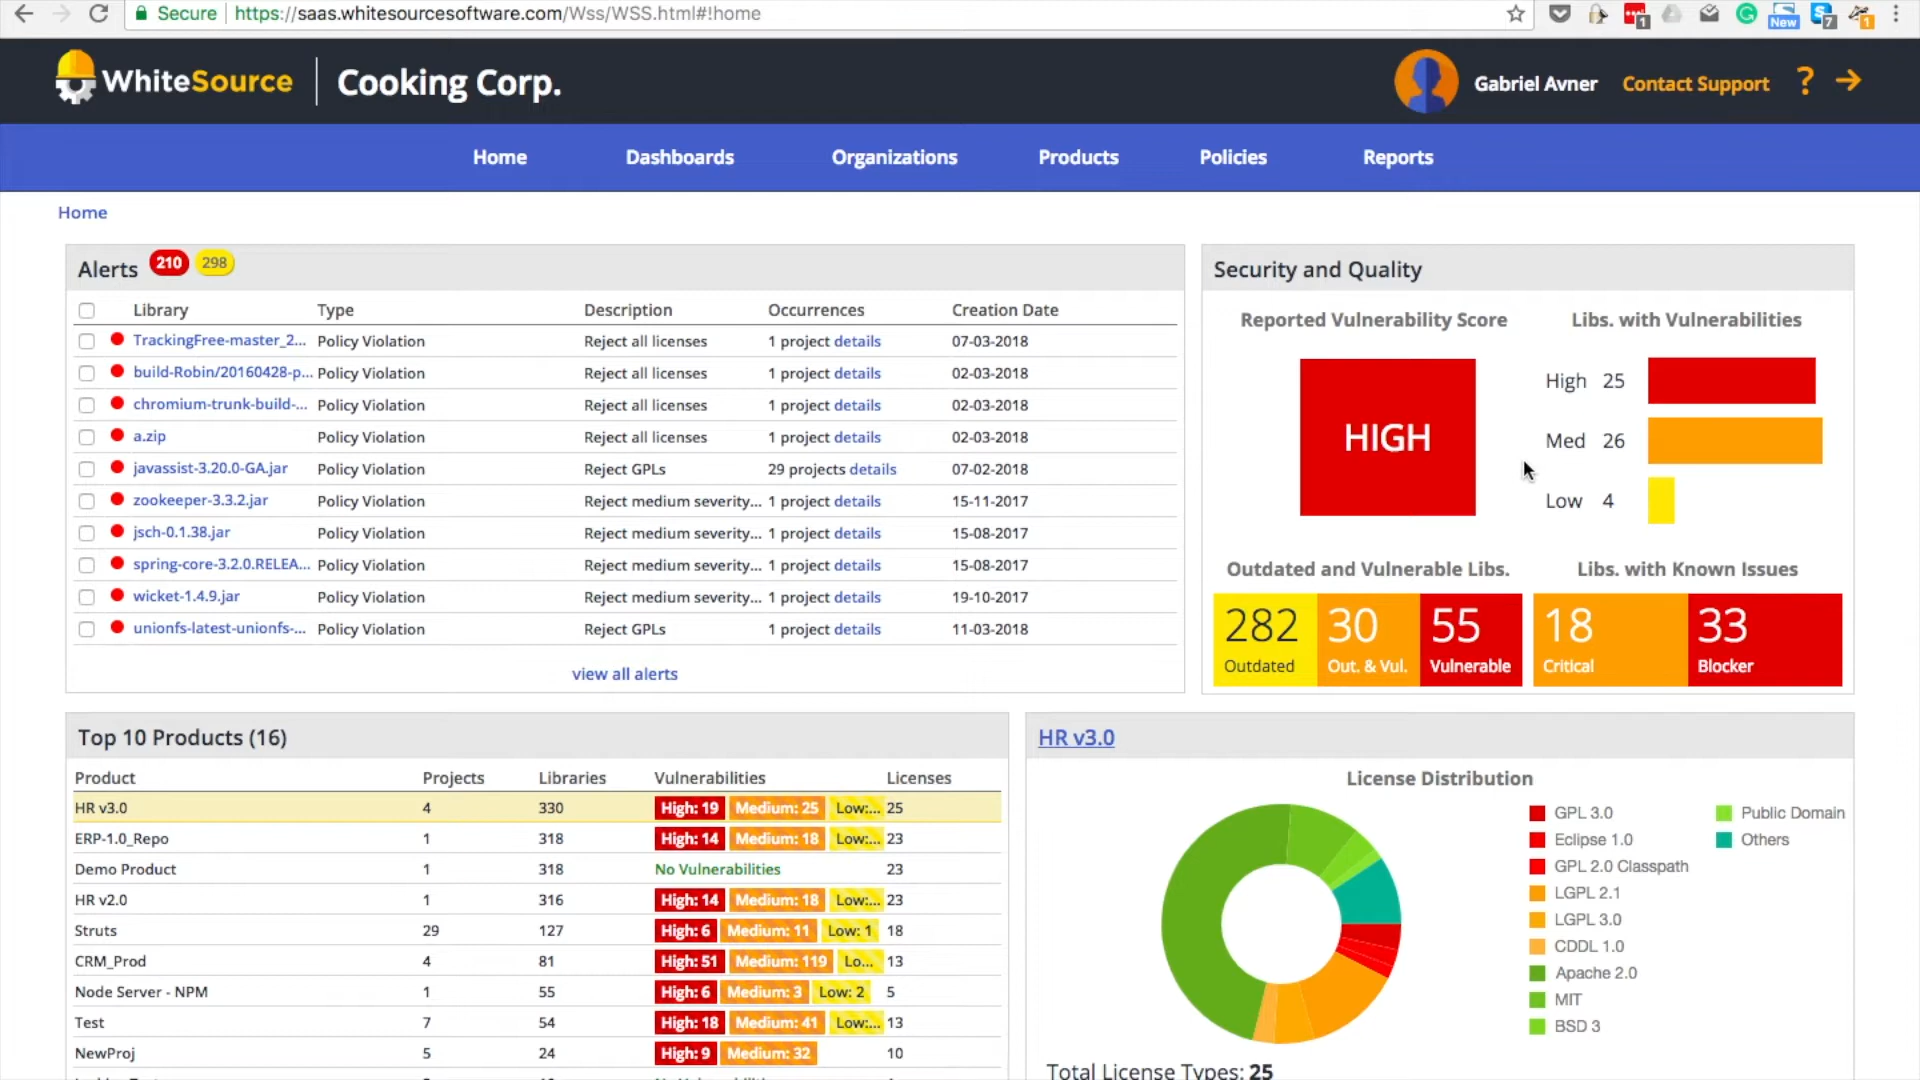 Secure https://saas.whitesourcesoftware.com/Wss/WSS.html#!home
1 New 7 1
WhiteSource Cooking Corp. Gabriel Avner Contact Support ?
Home Dashboards Organizations Products Policies Reports
Home
Alerts 210 298
Library Type Description Occurrences Creation Date
TrackingFree-master_2... Policy Violation Reject all licenses 1 project details 07-03-2018
build-Robin/20160428-p... Policy Violation Reject all licenses 1 project details 02-03-2018
chromium-trunk-build-... Policy Violation Reject all licenses 1 project details 02-03-2018
a.zip Policy Violation Reject all licenses 1 project details 02-03-2018
javassist-3.20.0-GA.jar Policy Violation Reject GPLs 29 projects details 07-02-2018
zookeeper-3.3.2.jar Policy Violation Reject medium severity... 1 project details 15-11-2017
jsch-0.1.38.jar Policy Violation Reject medium severity... 1 project details 15-08-2017
spring-core-3.2.0.RELEA... Policy Violation Reject medium severity... 1 project details 15-08-2017
wicket-1.4.9.jar Policy Violation Reject medium severity... 1 project details 19-10-2017
unionfs-latest-unionfs-... Policy Violation Reject GPLs 1 project details 11-03-2018
view all alerts
Security and Quality
Reported Vulnerability Score
HIGH
Libs. with Vulnerabilities
High 25
Med 26
Low 4
Outdated and Vulnerable Libs.
282 30 55
Outdated Out. & Vul. Vulnerable
Libs. with Known Issues
18 33
Critical Blocker
Top 10 Products (16)
Product Projects Libraries Vulnerabilities Licenses
HR v3.0 4 330 High: 19 Medium: 25 Low:... 25
ERP-1.0_Repo 1 318 High: 14 Medium: 18 Low:... 23
Demo Product 1 318 No Vulnerabilities 23
HR v2.0 1 316 High: 14 Medium: 18 Low:... 23
Struts 29 127 High: 6 Medium: 11 Low: 1 18
CRM_Prod 4 81 High: 51 Medium: 119 Lo... 13
Node Server - NPM 1 55 High: 6 Medium: 3 Low: 2 5
Test 7 54 High: 18 Medium: 41 Low:... 13
NewProj 5 24 High: 9 Medium: 32 10
HR v3.0
License Distribution
GPL 3.0
Eclipse 1.0
GPL 2.0 Classpath
LGPL 2.1
LGPL 3.0
CDDL 1.0
Apache 2.0
MIT
BSD 3
Public Domain
Others
Total License Types: 25